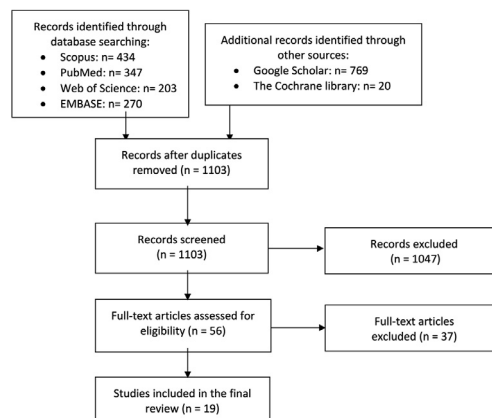 Records identified through
database searching:
• Scopus: n= 434
• PubMed: n= 347
• Web of Science: n= 203
• EMBASE: n= 270
Additional records identified through
other sources:
• Google Scholar: n= 769
• The Cochrane library: n= 20
Records after duplicates
removed (n = 1103)
Records screened
(n = 1103)
Records excluded
(n = 1047)
Full-text articles assessed for
eligibility (n = 56)
Full-text articles
excluded (n = 37)
Studies included in the final
review (n = 19)